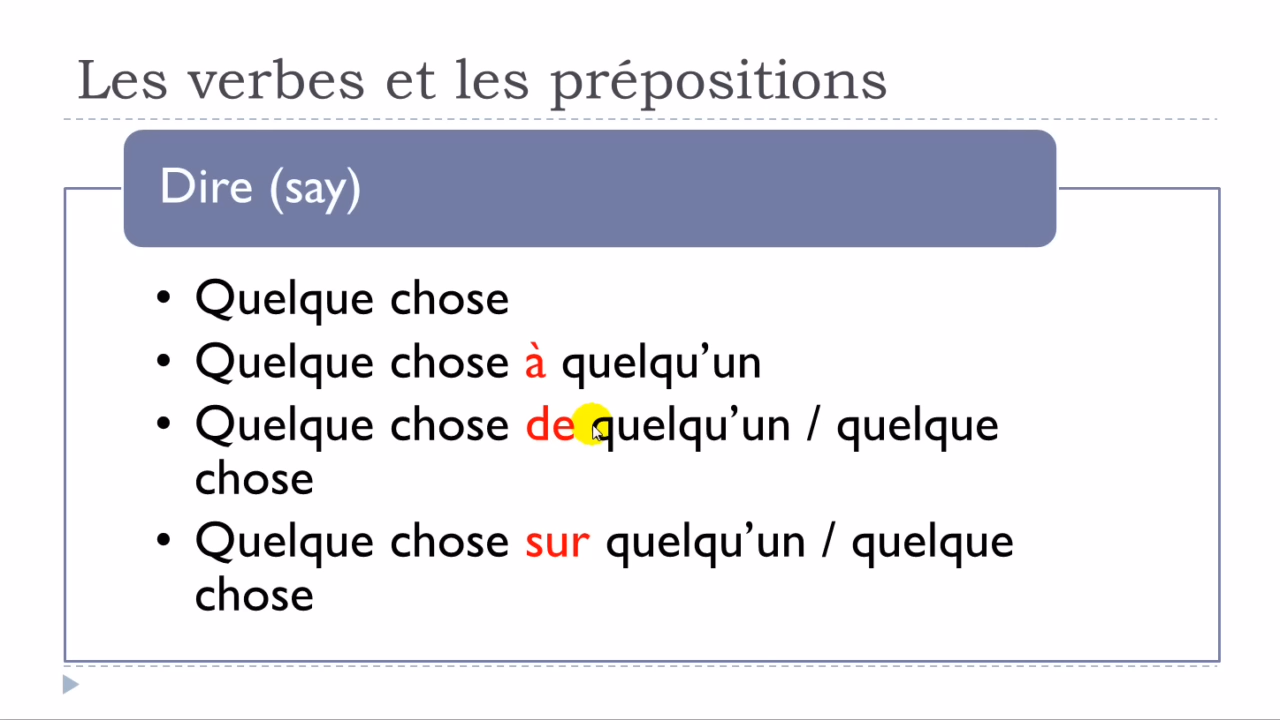 Les verbes et les prépositions
Dire (say)
• Quelque chose
• Quelque chose à quelqu’un
• Quelque chose de quelqu’un / quelque
chose
• Quelque chose sur quelqu’un / quelque
chose